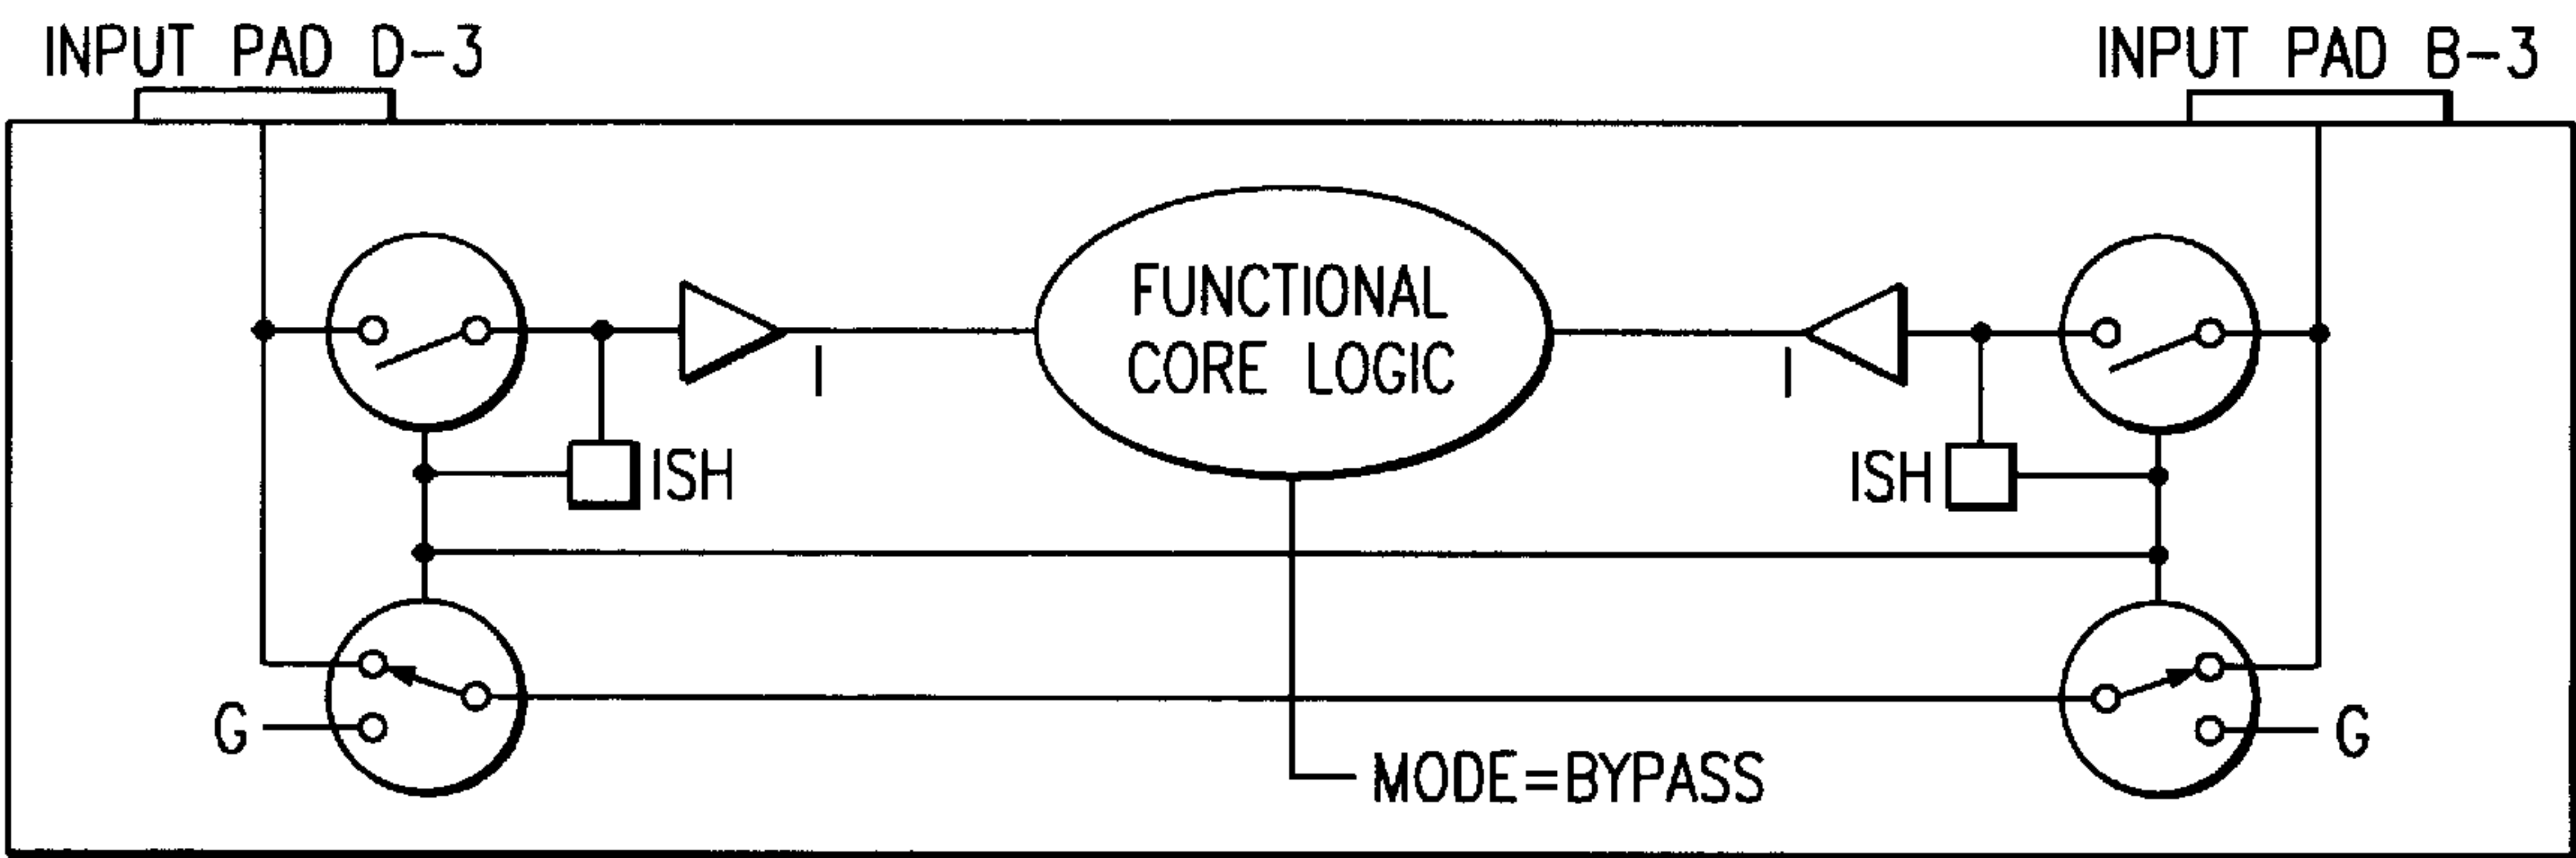 INPUT PAD D-3
INPUT PAD B-3
FUNCTIONAL
CORE LOGIC
I
I
ISH
ISH
G
G
MODE=BYPASS